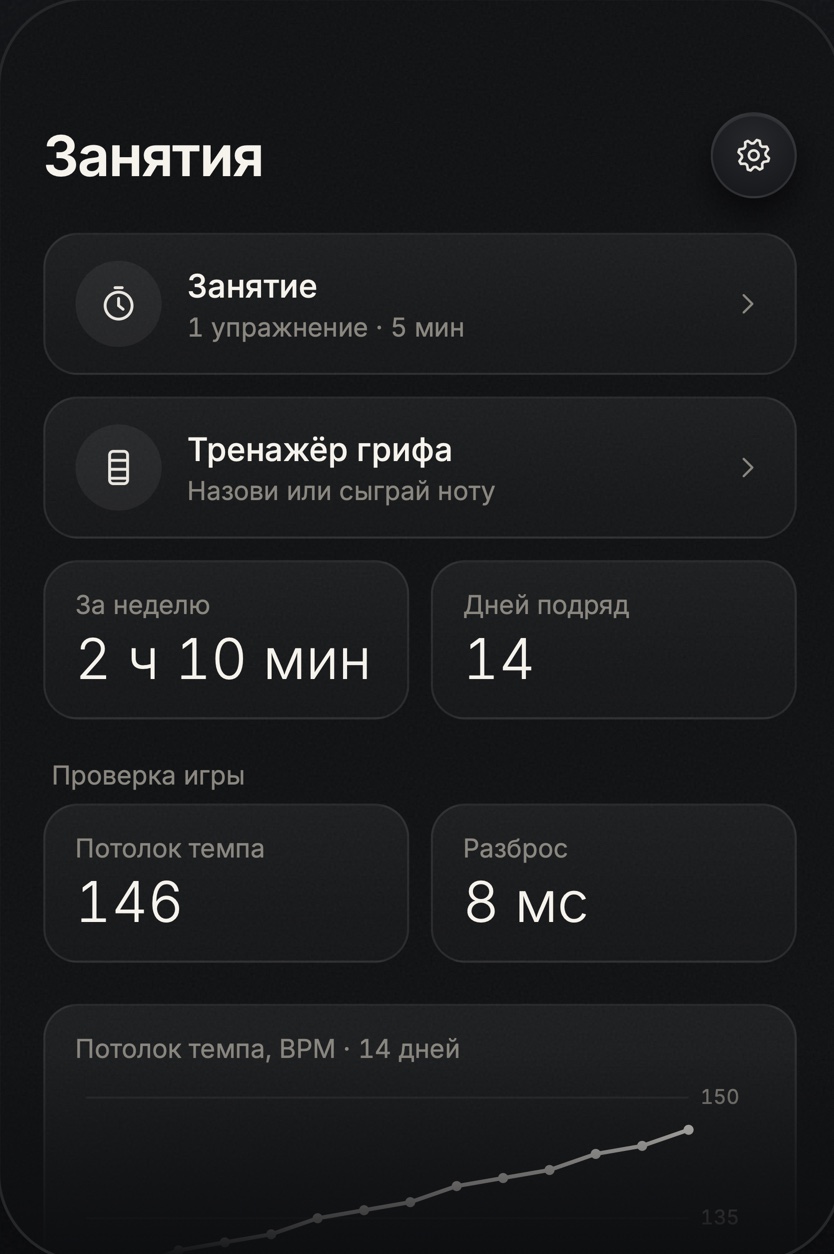 Занятия
Занятие
1 упражнение · 5 мин
Тренажёр грифа
Назови или сыграй ноту
За неделю
2 ч 10 мин
Дней подряд
14
Проверка игры
Потолок темпа
146
Разброс
8 мс
Потолок темпа, BPM · 14 дней
150
135